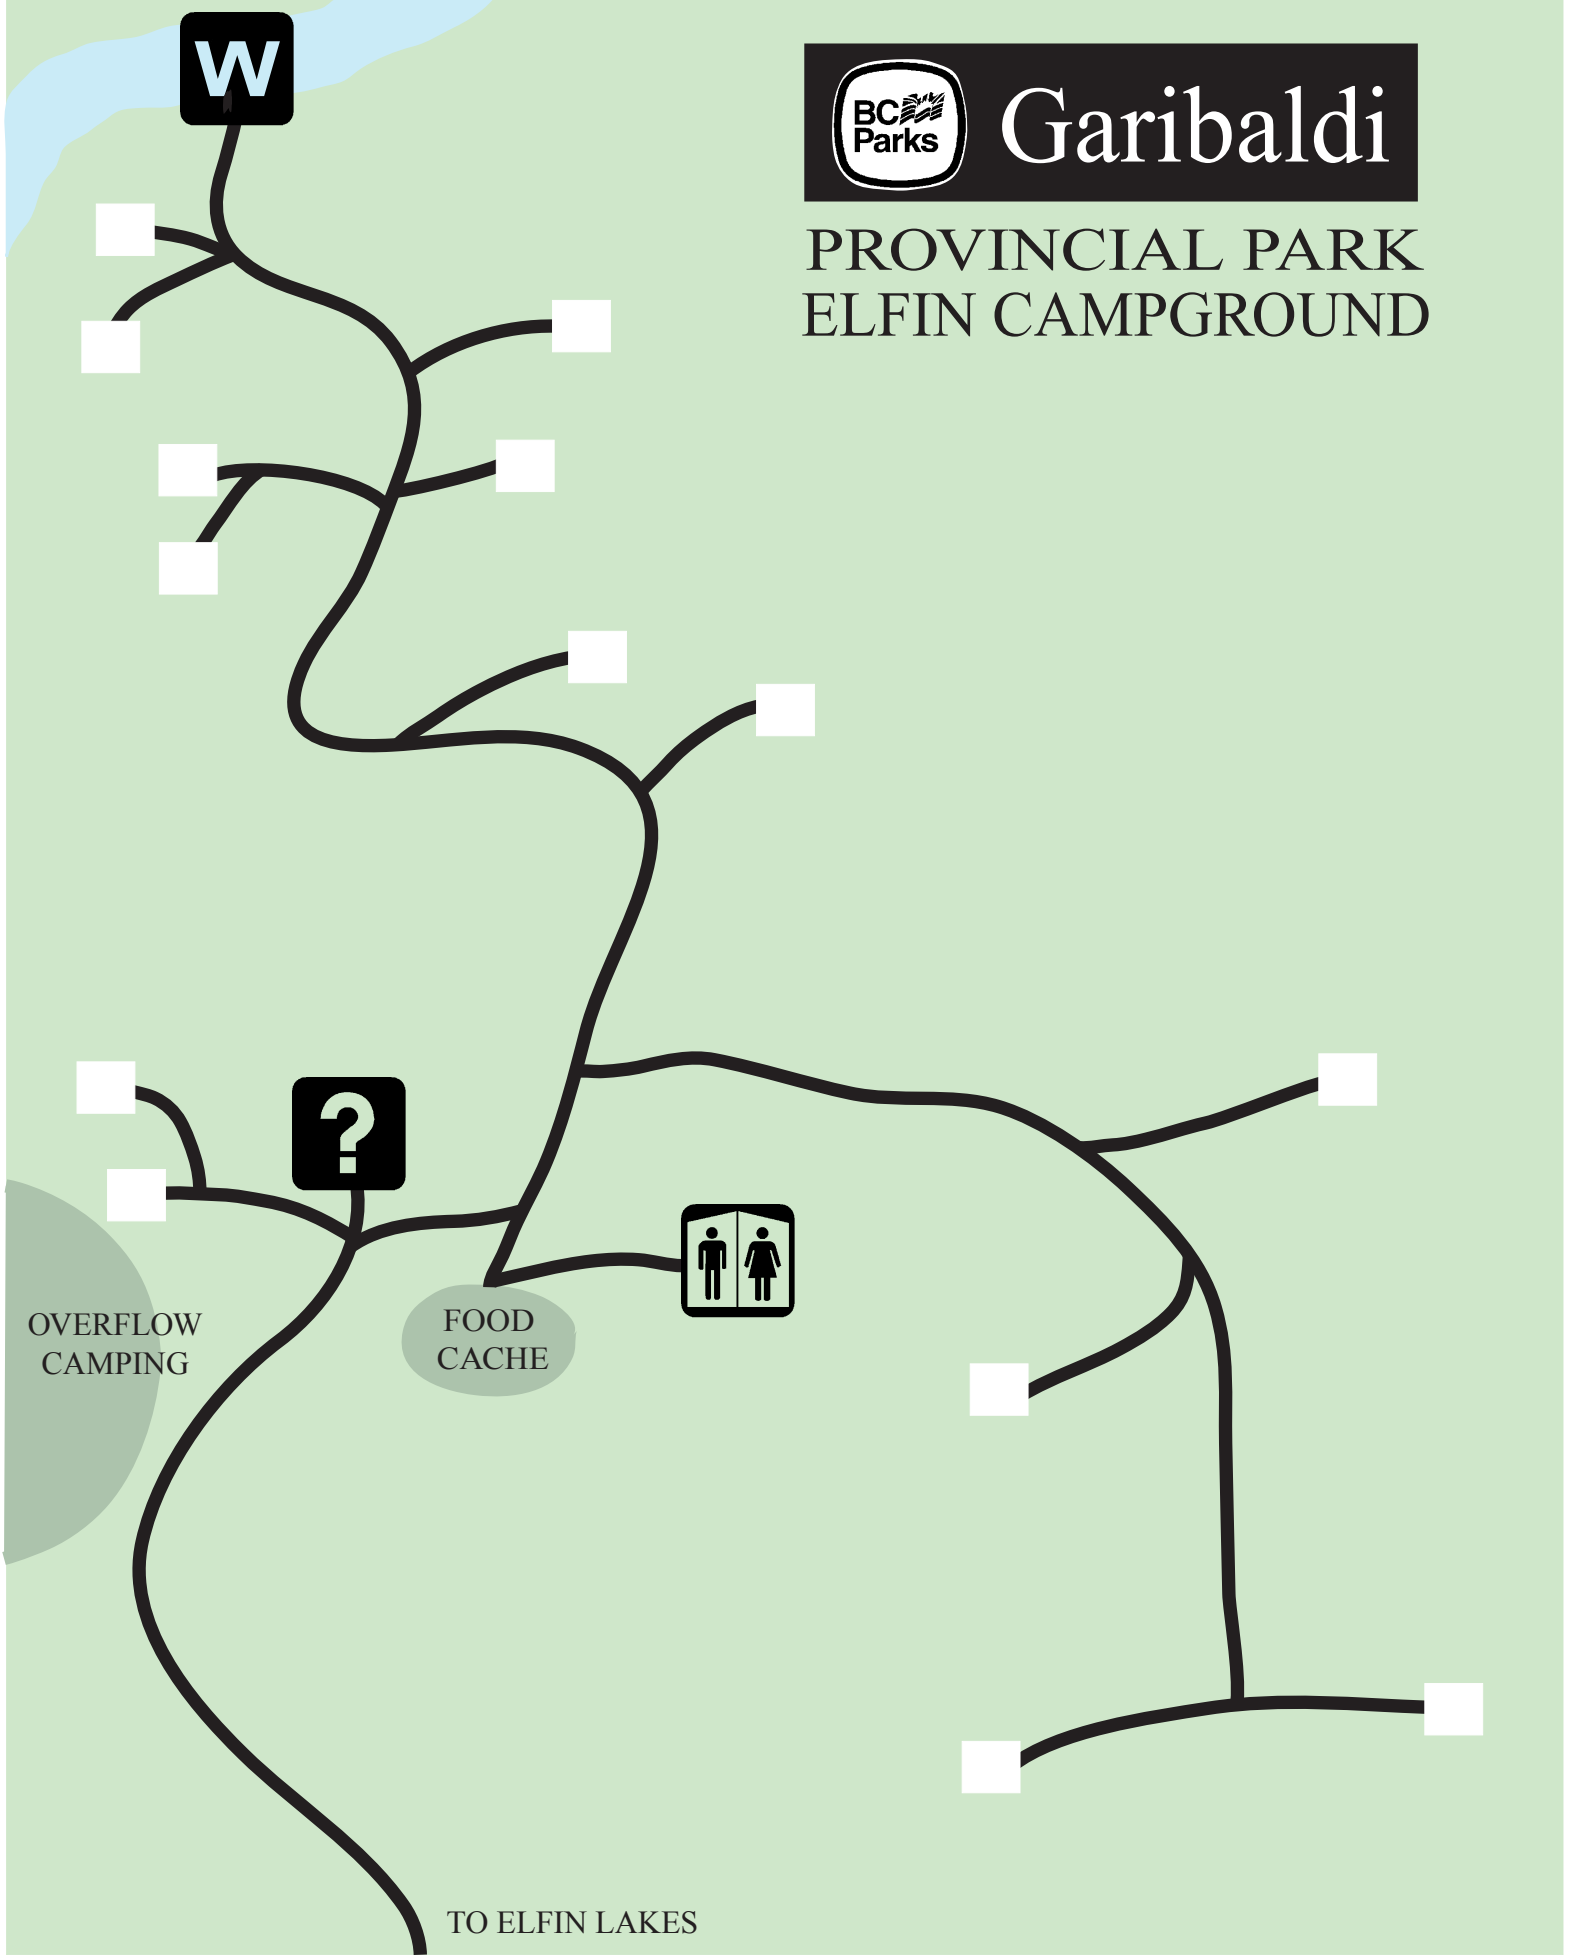 W
BC
Parks
Garibaldi
PROVINCIAL PARK
ELFIN CAMPGROUND
?
OVERFLOW
CAMPING
FOOD
CACHE
TO ELFIN LAKES